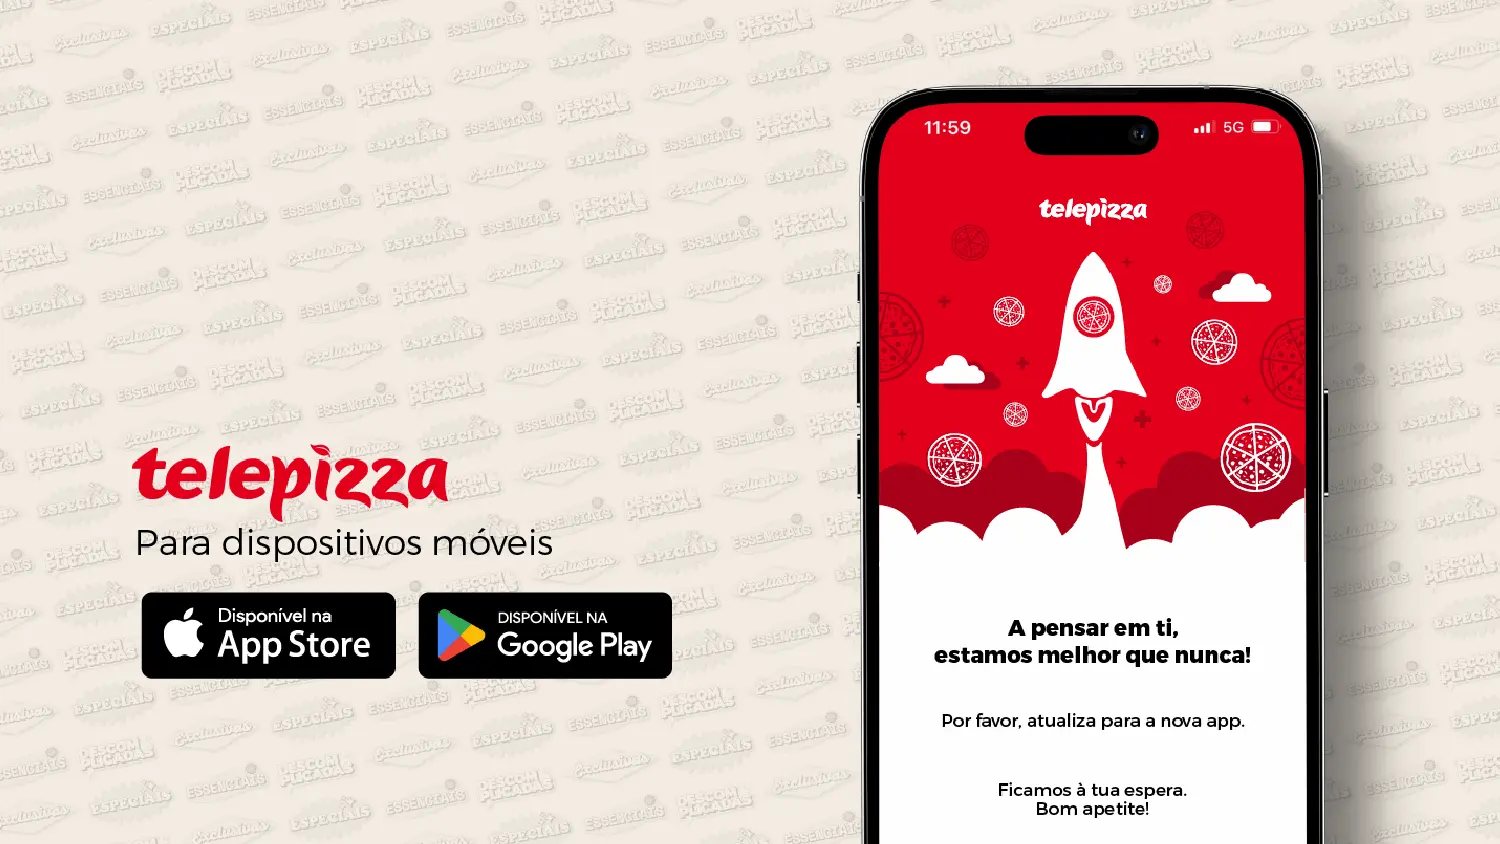 telepizza
Para dispositivos móveis
Disponível na
App Store
DISPONÍVEL NA
Google Play
11:59
5G
telepizza
A pensar em ti,
estamos melhor que nunca!
Por favor, atualiza para a nova app.
Ficamos à tua espera.
Bom apetite!